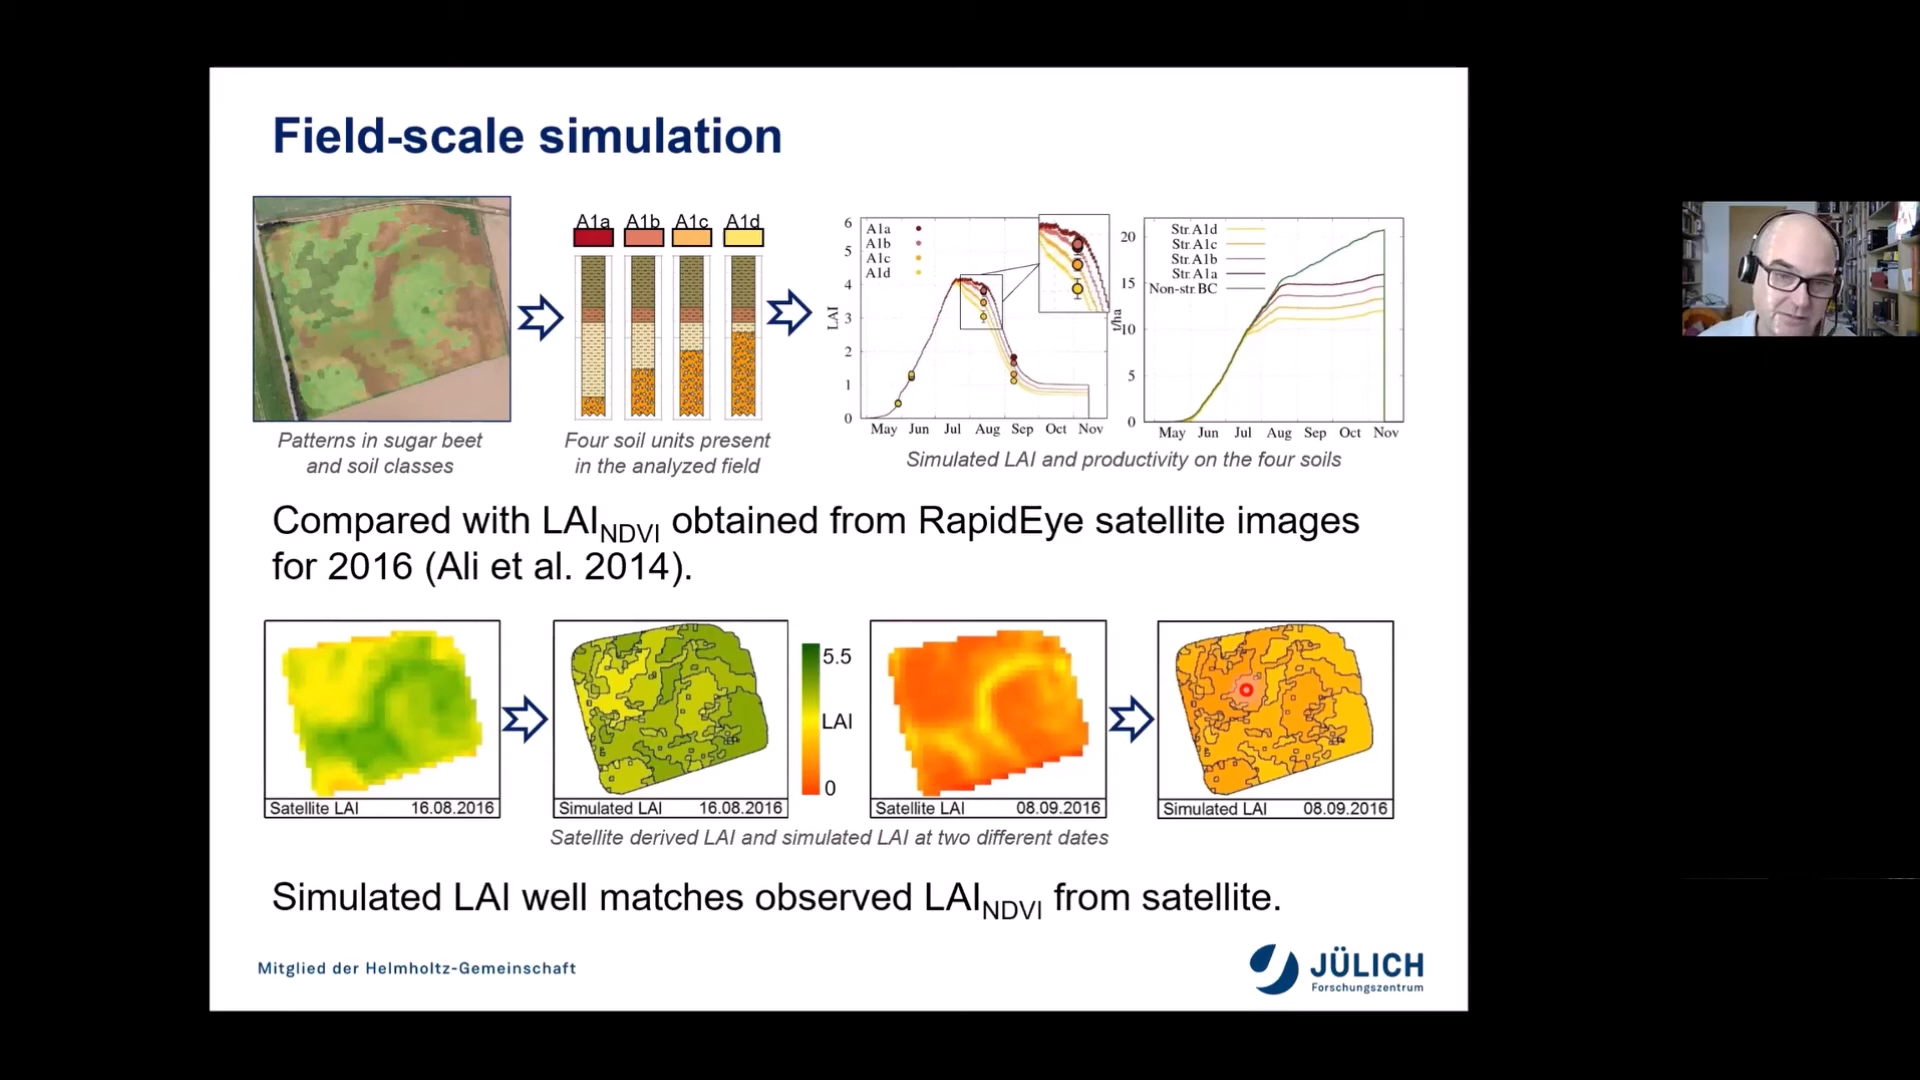 Field-scale simulation
A1a A1b A1c A1d
Patterns in sugar beet
and soil classes
Four soil units present
in the analyzed field
6
5
4
3
2
1
0
LAI
A1a
A1b
A1c
A1d
May Jun Jul Aug Sep Oct Nov
20
15
10
5
0
t/ha
Str. A1d
Str. A1c
Str. A1b
Str. A1a
Non-str. BC
May Jun Jul Aug Sep Oct Nov
Simulated LAI and productivity on the four soils
Compared with LAINDVI obtained from RapidEye satellite images
for 2016 (Ali et al. 2014).
Satellite LAI 16.08.2016
Simulated LAI 16.08.2016
5.5
LAI
0
Satellite LAI 08.09.2016
Simulated LAI 08.09.2016
Satellite derived LAI and simulated LAI at two different dates
Simulated LAI well matches observed LAINDVI from satellite.
Mitglied der Helmholtz-Gemeinschaft
JÜLICH
Forschungszentrum